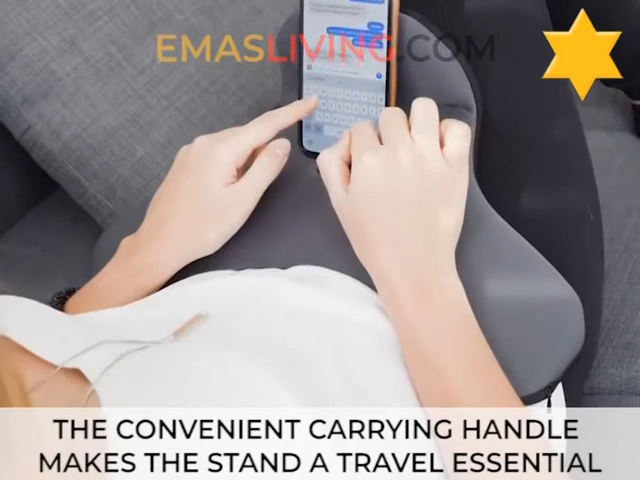 EMASLIVING.COM
THE CONVENIENT CARRYING HANDLE
MAKES THE STAND A TRAVEL ESSENTIAL